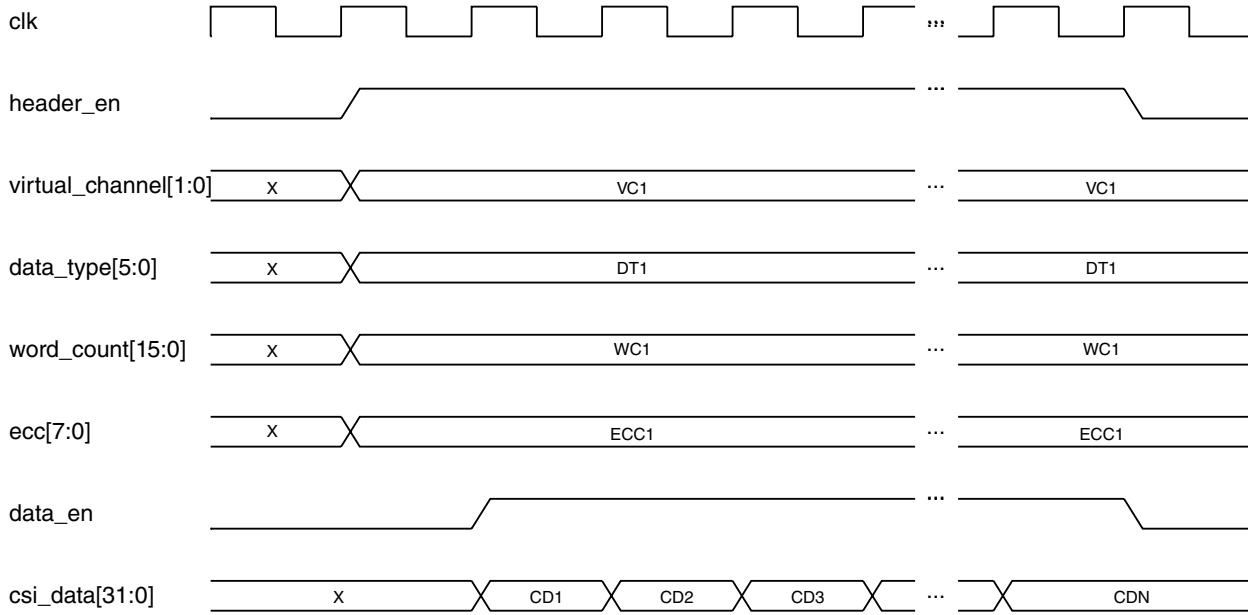 clk ...
header_en ...
virtual_channel[1:0] X VC1 ... VC1
data_type[5:0] X DT1 ... DT1
word_count[15:0] X WC1 ... WC1
ecc[7:0] X ECC1 ... ECC1
data_en ...
csi_data[31:0] X CD1 CD2 CD3 ... CDN